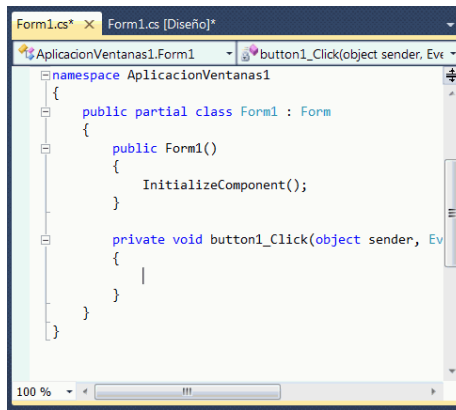 Form1.cs* Form1.cs [Diseño]*
AplicacionVentanas1.Form1 button1_Click(object sender, Eve
namespace AplicacionVentanas1
{
public partial class Form1 : Form
{
public Form1()
{
InitializeComponent();
}
private void button1_Click(object sender, Ev
{
}
}
}
100 %